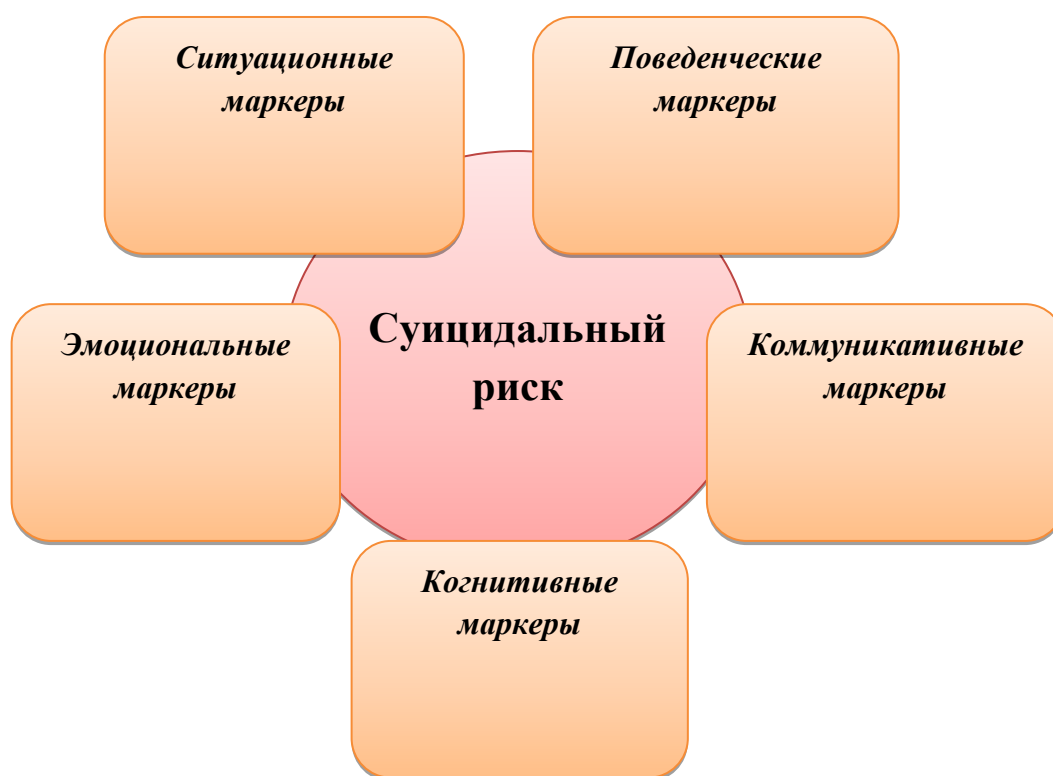 Ситуационные
маркеры
Поведенческие
маркеры
Суицидальный
риск
Эмоциональные
маркеры
Коммуникативные
маркеры
Когнитивные
маркеры